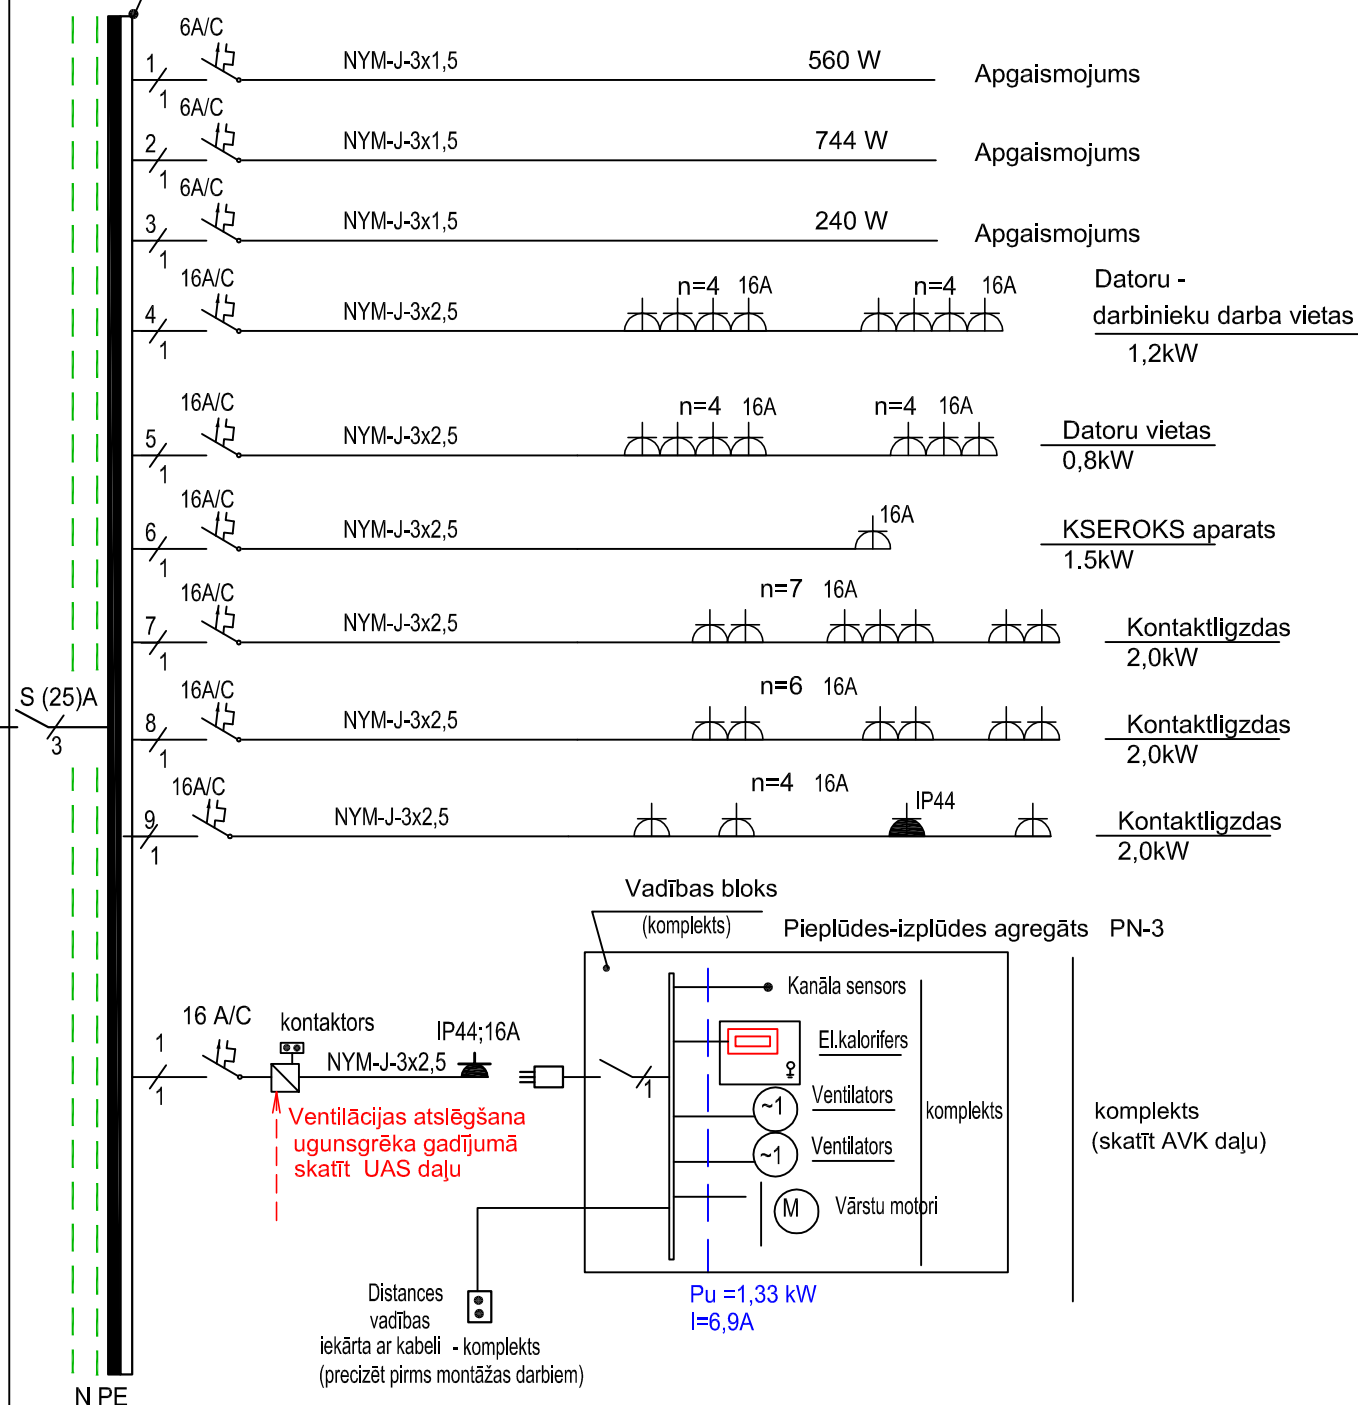 6A/C
1
1
NYM-J-3x1,5
560 W
Apgaismojums
6A/C
2
1
NYM-J-3x1,5
744 W
Apgaismojums
6A/C
3
1
NYM-J-3x1,5
240 W
Apgaismojums
16A/C
4
1
NYM-J-3x2,5
n=4 16A
n=4 16A
Datoru -
darbinieku darba vietas
1,2kW
16A/C
5
1
NYM-J-3x2,5
n=4 16A
n=4 16A
Datoru vietas
0,8kW
16A/C
6
1
NYM-J-3x2,5
16A
KSEROKS aparats
1.5kW
16A/C
7
1
NYM-J-3x2,5
n=7 16A
Kontaktligzdas
2,0kW
S (25)A
3
16A/C
8
1
NYM-J-3x2,5
n=6 16A
Kontaktligzdas
2,0kW
16A/C
9
1
NYM-J-3x2,5
n=4 16A
IP44
Kontaktligzdas
2,0kW
Vadības bloks
(komplekts)
Pieplūdes-izplūdes agregāts PN-3
16 A/C
1
1
kontaktors
NYM-J-3x2,5
IP44;16A
1
Kanāla sensors
El.kalorifers
~1
Ventilators
~1
Ventilators
M
Vārstu motori
komplekts
komplekts
(skatīt AVK daļu)
Ventilācijas atslēgšana
ugunsgrēka gadījumā
skatīt UAS daļu
Pu =1,33 kW
I=6,9A
Distances
vadības
iekārta ar kabeli - komplekts
(precizēt pirms montāžas darbiem)
N PE